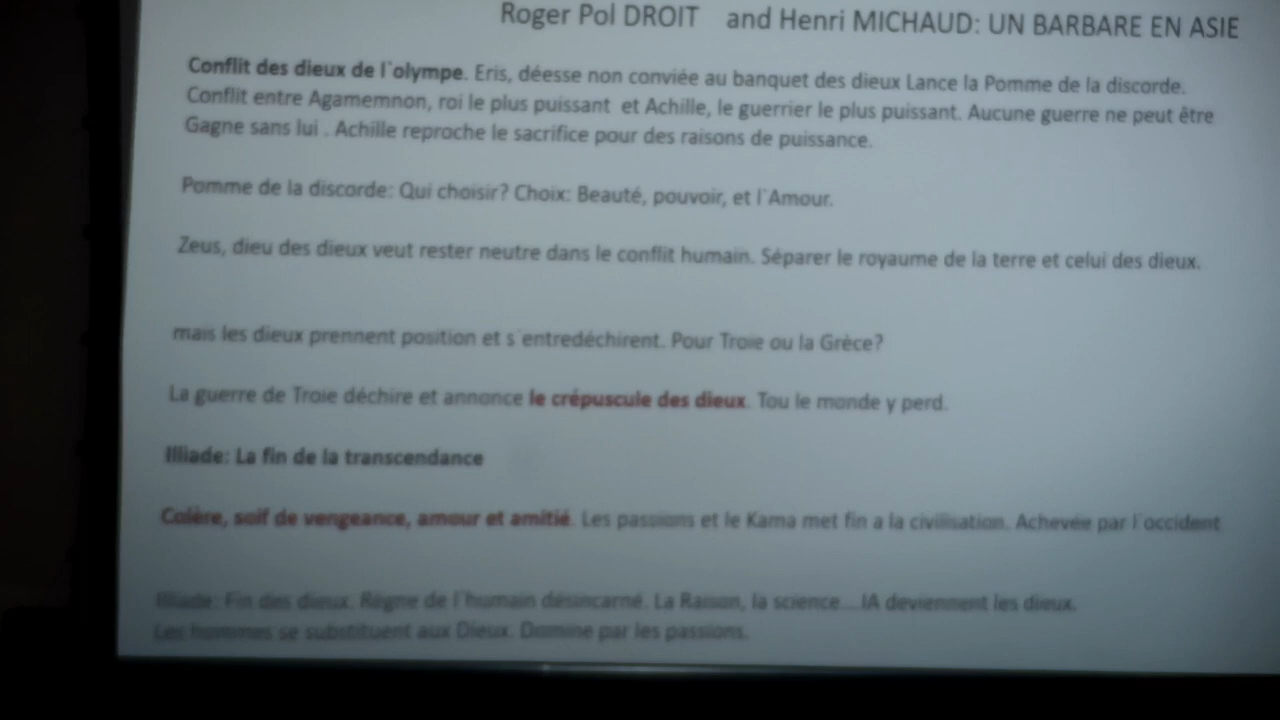 Roger Pol DROIT and Henri MICHAUD: UN BARBARE EN ASIE
Conflit des dieux de l`olympe. Eris, déesse non conviée au banquet des dieux Lance la Pomme de la discorde.
Conflit entre Agamemnon, roi le plus puissant et Achille, le guerrier le plus puissant. Aucune guerre ne peut être
Gagne sans lui . Achille reproche le sacrifice pour des raisons de puissance.
Pomme de la discorde: Qui choisir? Choix: Beauté, pouvoir, et l`Amour.
Zeus, dieu des dieux veut rester neutre dans le conflit humain. Séparer le royaume de la terre et celui des dieux.
mais les dieux prennent position et s`entredéchirent. Pour Troie ou la Grèce?
La guerre de Troie déchire et annonce le crépuscule des dieux. Tou le monde y perd.
Illiade: La fin de la transcendance
Colère, soif de vengeance, amour et amitié. Les passions et le Kama met fin a la civilisation. Achevée par l`occident
Illiade: Fin des dieux. Règne de l`humain désincarné. La Raison, la science....IA deviennent les dieux.
Les hommes se substituent aux Dieux. Domine par les passions.